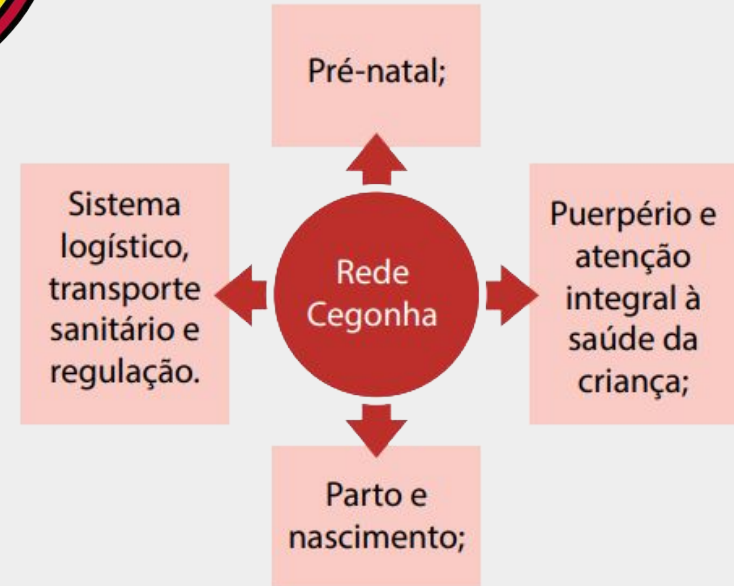 Pré-natal;
Sistema
logístico,
transporte
sanitário e
regulação.
Rede
Cegonha
Puerpério e
atenção
integral à
saúde da
criança;
Parto e
nascimento;